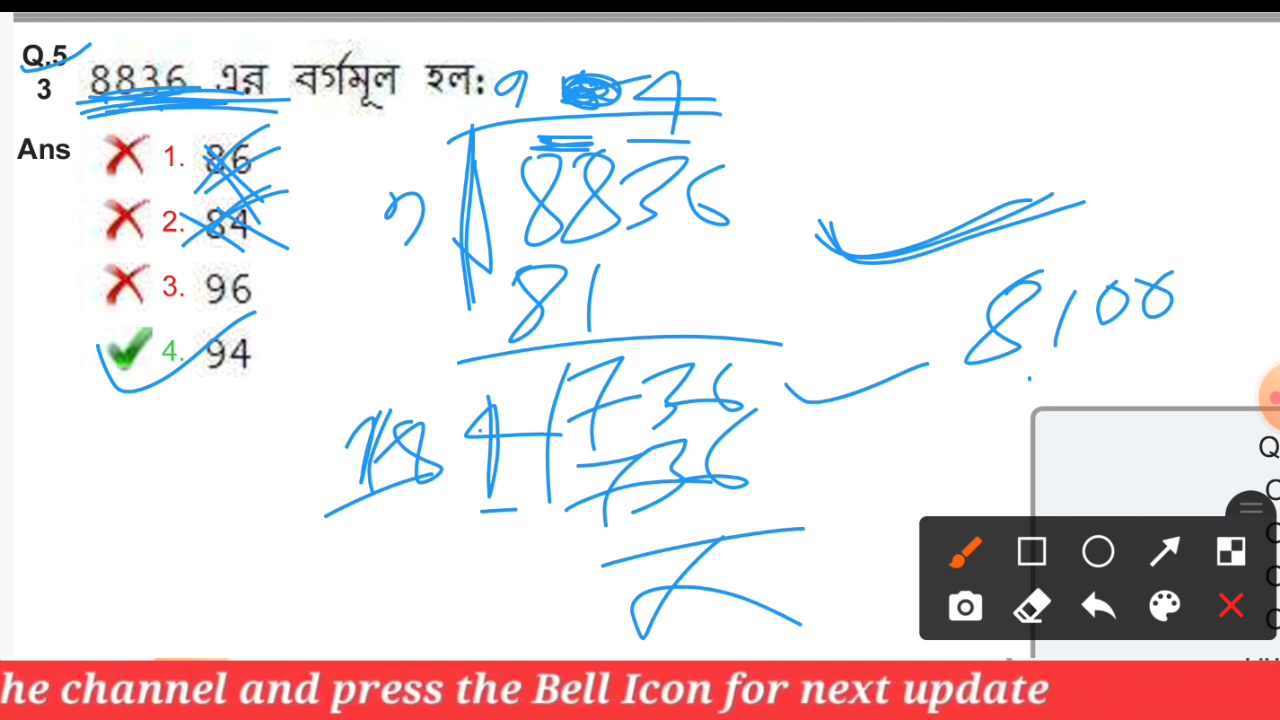 Q.5
3
8836 এর বর্গমূল হল:
Ans
1. 86
2. 84
3. 96
4. 94
9 4
9 8836
81
184 736
736
8100
he channel and press the Bell Icon for next update